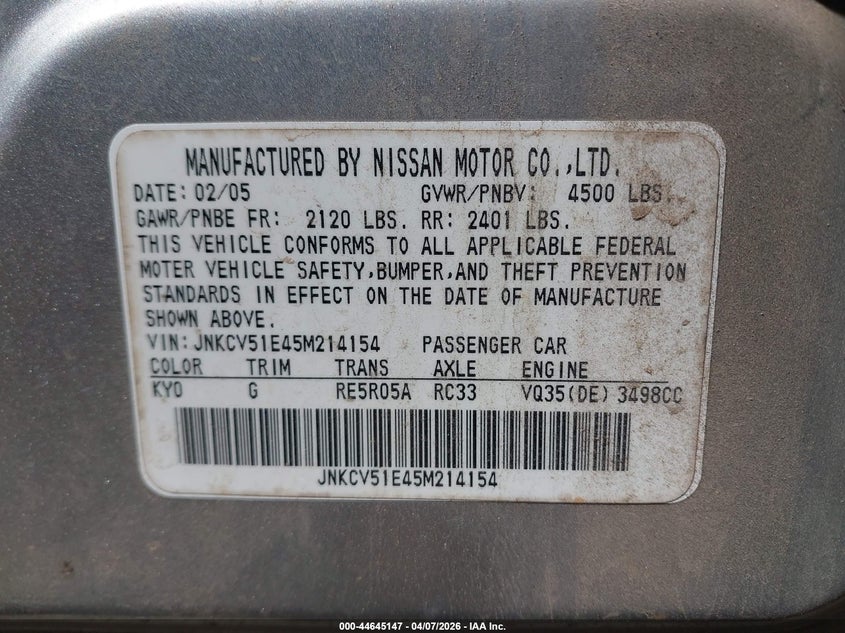 MANUFACTURED BY NISSAN MOTOR CO.,LTD.
DATE: 02/05 GVWR/PNBV: 4500 LBS.
GAWR/PNBE FR: 2120 LBS. RR: 2401 LBS.
THIS VEHICLE CONFORMS TO ALL APPLICABLE FEDERAL
MOTER VEHICLE SAFETY,BUMPER,AND THEFT PREVENTION
STANDARDS IN EFFECT ON THE DATE OF MANUFACTURE
SHOWN ABOVE.
VIN: JNKCV51E45M214154 PASSENGER CAR
COLOR TRIM TRANS AXLE ENGINE
KY0 G RE5R05A RC33 VQ35(DE) 3498CC
JNKCV51E45M214154
000-44645147 - 04/07/2026 - IAA Inc.